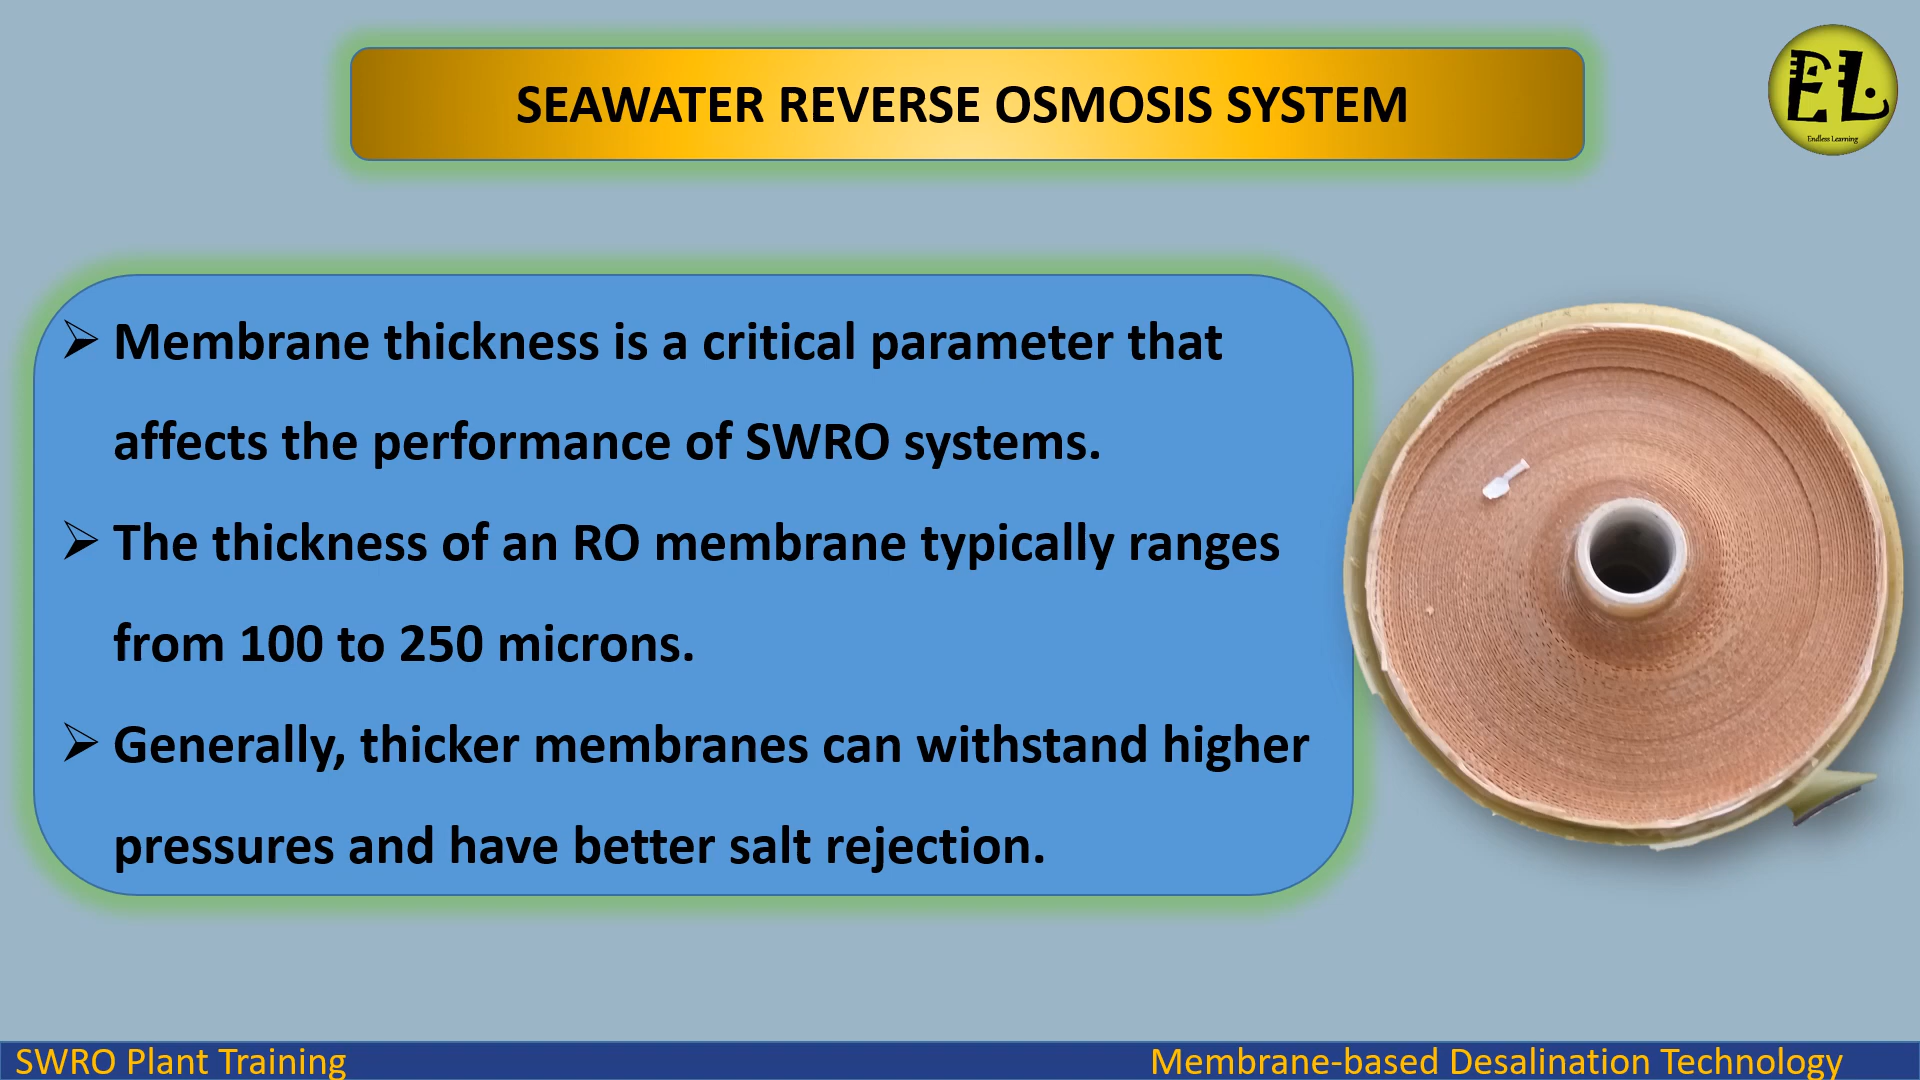 SEAWATER REVERSE OSMOSIS SYSTEM
EL
Endless Learning
➢ Membrane thickness is a critical parameter that
affects the performance of SWRO systems.
➢ The thickness of an RO membrane typically ranges
from 100 to 250 microns.
➢ Generally, thicker membranes can withstand higher
pressures and have better salt rejection.
SWRO Plant Training
Membrane-based Desalination Technology